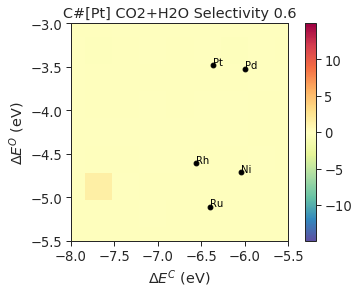 C#[Pt] CO2+H2O Selectivity 0.6
−3.0
−3.5
−4.0
−4.5
−5.0
−5.5
ΔE^O (eV)
Pt
Pd
Rh
Ni
Ru
−8.0 −7.5 −7.0 −6.5 −6.0 −5.5
ΔE^C (eV)
10
5
0
−5
−10